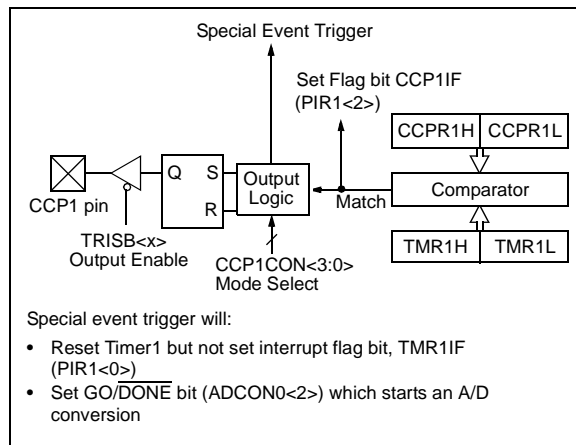 Special Event Trigger
Set Flag bit CCP1IF
(PIR1<2>)
CCPR1H CCPR1L
Q S
R
Output
Logic
Match
Comparator
CCP1 pin
TRISB<x>
Output Enable
CCP1CON<3:0>
Mode Select
TMR1H TMR1L
Special event trigger will:
• Reset Timer1 but not set interrupt flag bit, TMR1IF
(PIR1<0>)
• Set GO/DONE bit (ADCON0<2>) which starts an A/D
conversion